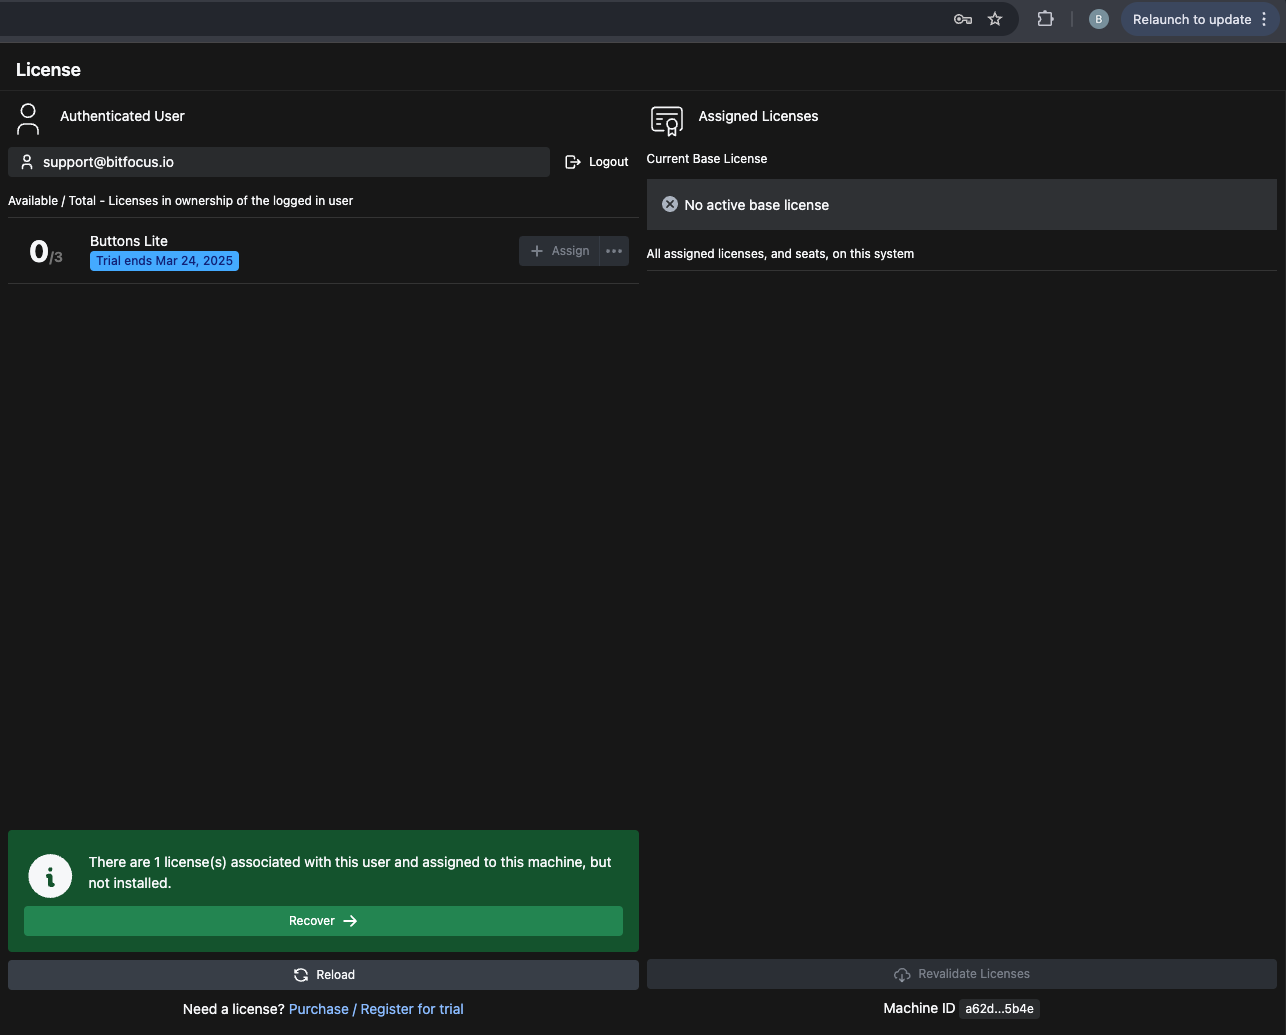 B
Relaunch to update
License
Authenticated User
support@bitfocus.io
Logout
Available / Total - Licenses in ownership of the logged in user
0/3
Buttons Lite
Trial ends Mar 24, 2025
Assign
There are 1 license(s) associated with this user and assigned to this machine, but
not installed.
Recover
Reload
Need a license? Purchase / Register for trial
Assigned Licenses
Current Base License
No active base license
All assigned licenses, and seats, on this system
Revalidate Licenses
Machine ID a62d...5b4e